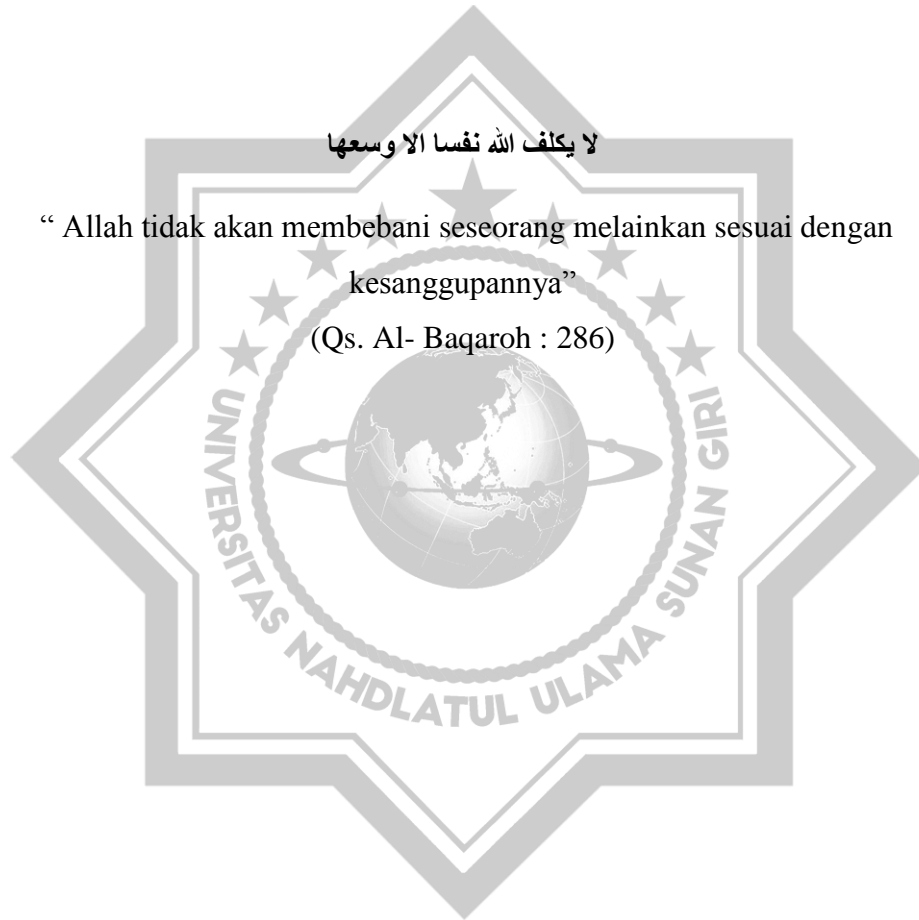 لا يكلف الله نفسا الا وسعها
“ Allah tidak akan membebani seseorang melainkan sesuai dengan
kesanggupannya”
(Qs. Al- Baqaroh : 286)
UNIVERSITAS NAHDLATUL ULAMA SUNAN GIRI